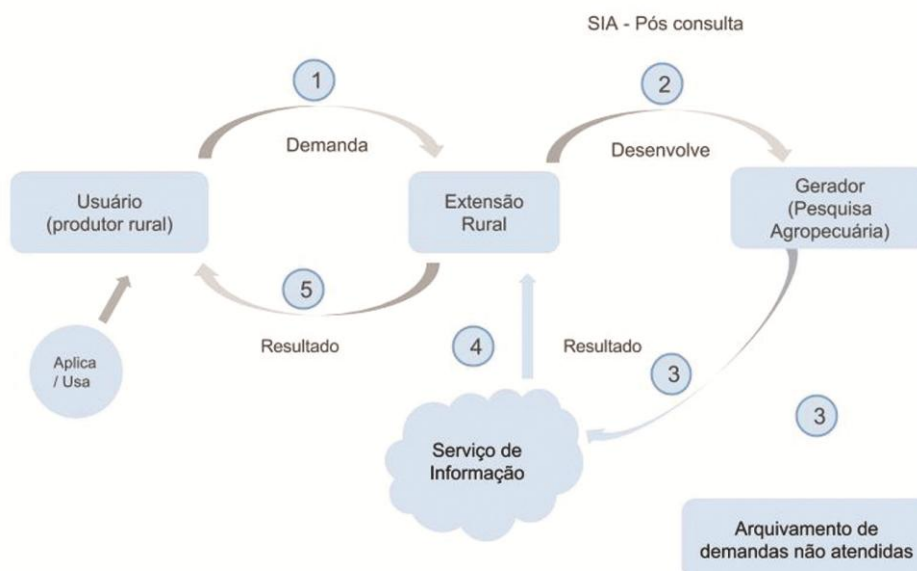 SIA - Pós consulta
1
2
Demanda
Desenvolve
Usuário
(produtor rural)
Extensão
Rural
Gerador
(Pesquisa
Agropecuária)
5
Resultado
4
Resultado
3
3
Aplica
/ Usa
Serviço de
Informação
Arquivamento de
demandas não atendidas